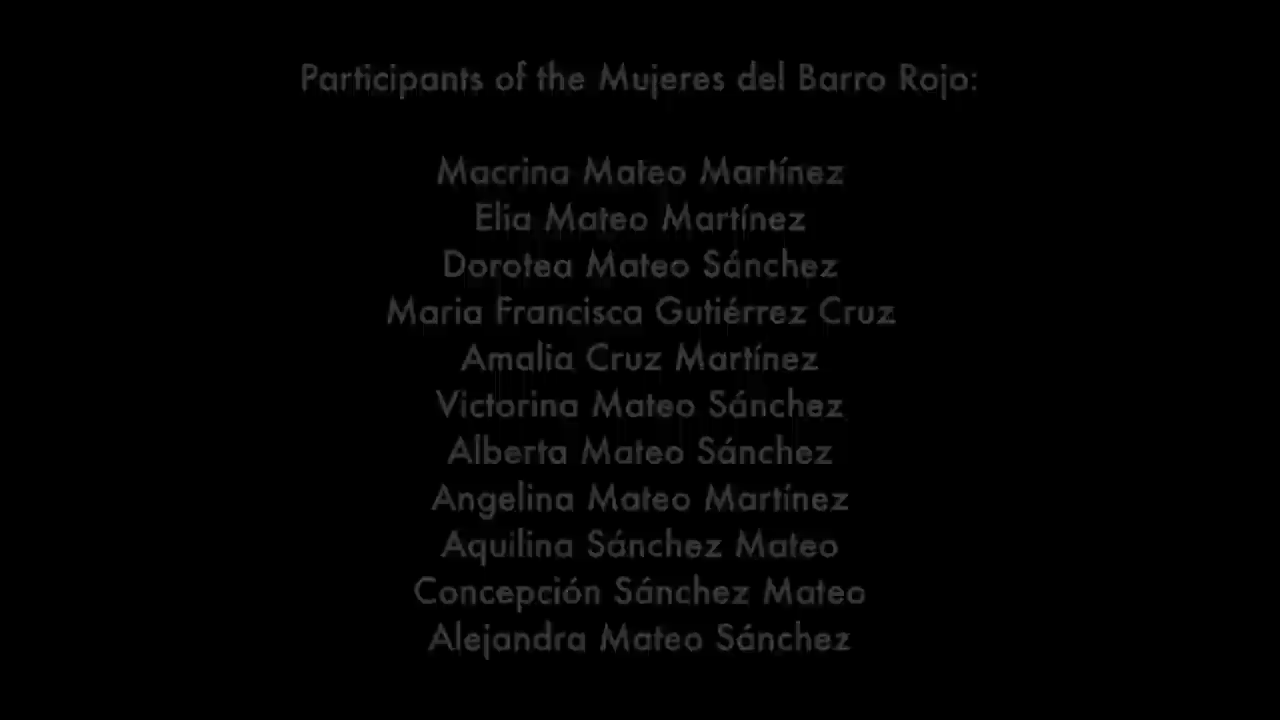 Participants of the Mujeres del Barro Rojo:
Macrina Mateo Martínez
Elia Mateo Martínez
Dorotea Mateo Sánchez
Maria Francisca Gutiérrez Cruz
Amalia Cruz Martínez
Victorina Mateo Sánchez
Alberta Mateo Sánchez
Angelina Mateo Martínez
Aquilina Sánchez Mateo
Concepción Sánchez Mateo
Alejandra Mateo Sánchez